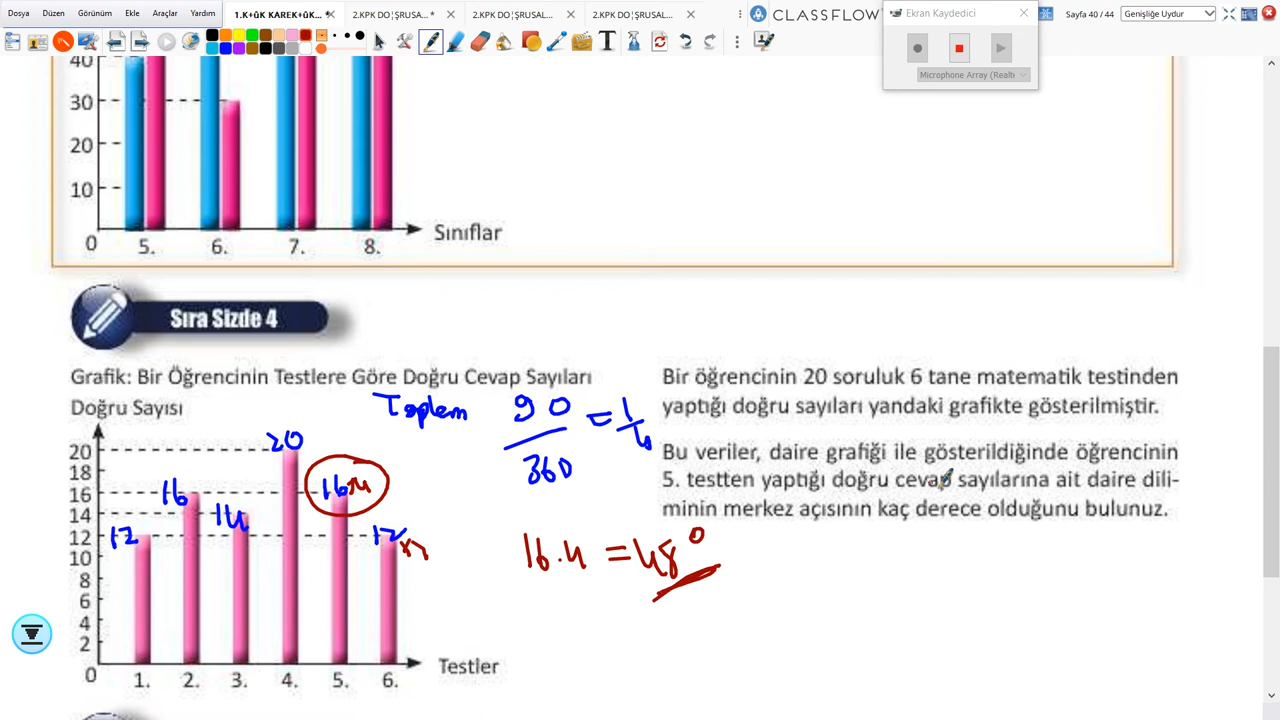 Dosya Düzen Görünüm Ekle Araçlar Yardım
1.K+ûK KAREK+ûK...* 2.KPK DO¦ŞRUSA...* 2.KPK DO¦ŞRUSAL... 2.KPK DO¦ŞRUSAL...
CLASSFLOW
Ekran Kaydedici
Microphone Array (Realt
Sayfa 40 / 44
Genişliğe Uydur
40
30
20
10
0
5. 6. 7. 8.
Sınıflar
Sıra Sizde 4
Grafik: Bir Öğrencinin Testlere Göre Doğru Cevap Sayıları
Doğru Sayısı
20
18
16
14
12
10
8
6
4
2
0
1. 2. 3. 4. 5. 6.
Testler
12 16 14 20 16 12
Toplam 90 = 1/4
360
16.4 = 48°
Bir öğrencinin 20 soruluk 6 tane matematik testinden
yaptığı doğru sayıları yandaki grafikte gösterilmiştir.
Bu veriler, daire grafiği ile gösterildiğinde öğrencinin
5. testten yaptığı doğru cevap sayılarına ait daire dili-
minin merkez açısının kaç derece olduğunu bulunuz.